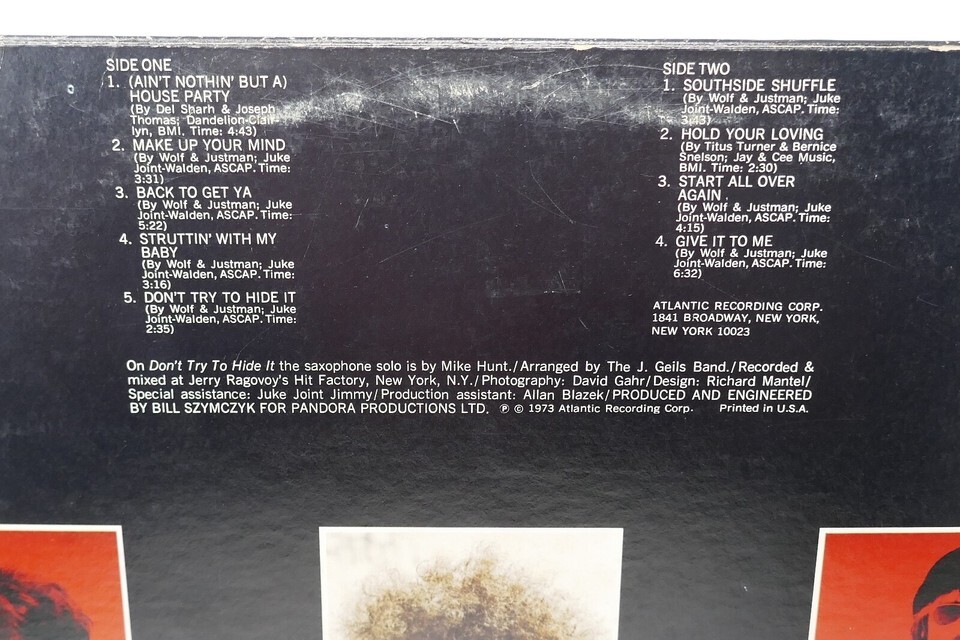 SIDE ONE
1. (AIN'T NOTHIN' BUT A)
HOUSE PARTY
(By Del Sharh & Joseph
Thomas; Dandelion-Clair-
lyn, BMI. Time: 4:43)
2. MAKE UP YOUR MIND
(By Wolf & Justman; Juke
Joint-Walden, ASCAP. Time:
3:31)
3. BACK TO GET YA
(By Wolf & Justman; Juke
Joint-Walden, ASCAP. Time:
5:22)
4. STRUTTIN' WITH MY
BABY
(By Wolf & Justman; Juke
Joint-Walden, ASCAP. Time:
3:16)
5. DON'T TRY TO HIDE IT
(By Wolf & Justman; Juke
Joint-Walden, ASCAP. Time:
2:35)
SIDE TWO
1. SOUTHSIDE SHUFFLE
(By Wolf & Justman; Juke
Joint-Walden, ASCAP. Time:
3:43)
2. HOLD YOUR LOVING
(By Titus Turner & Bernice
Snelson; Jay & Cee Music,
BMI. Time: 2:30)
3. START ALL OVER
AGAIN
(By Wolf & Justman; Juke
Joint-Walden, ASCAP. Time:
4:15)
4. GIVE IT TO ME
(By Wolf & Justman; Juke
Joint-Walden, ASCAP. Time:
6:32)
ATLANTIC RECORDING CORP.
1841 BROADWAY, NEW YORK,
NEW YORK 10023
On Don't Try To Hide It the saxophone solo is by Mike Hunt./Arranged by The J. Geils Band./Recorded &
mixed at Jerry Ragovoy's Hit Factory, New York, N.Y./Photography: David Gahr/Design: Richard Mantel/
Special assistance: Juke Joint Jimmy/Production assistant: Allan Blazek/PRODUCED AND ENGINEERED
BY BILL SZYMCZYK FOR PANDORA PRODUCTIONS LTD. ℗ © 1973 Atlantic Recording Corp. Printed in U.S.A.